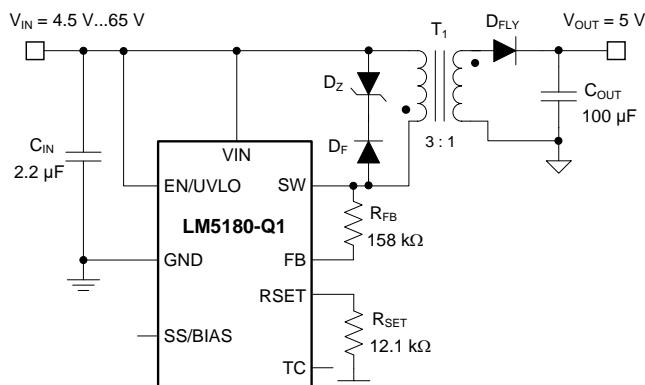 V_IN = 4.5 V...65 V
T_1
D_FLY
V_OUT = 5 V
D_Z
C_OUT
100 µF
3 : 1
D_F
C_IN
2.2 µF
VIN
EN/UVLO
SW
LM5180-Q1
R_FB
158 kΩ
GND
FB
RSET
R_SET
12.1 kΩ
SS/BIAS
TC